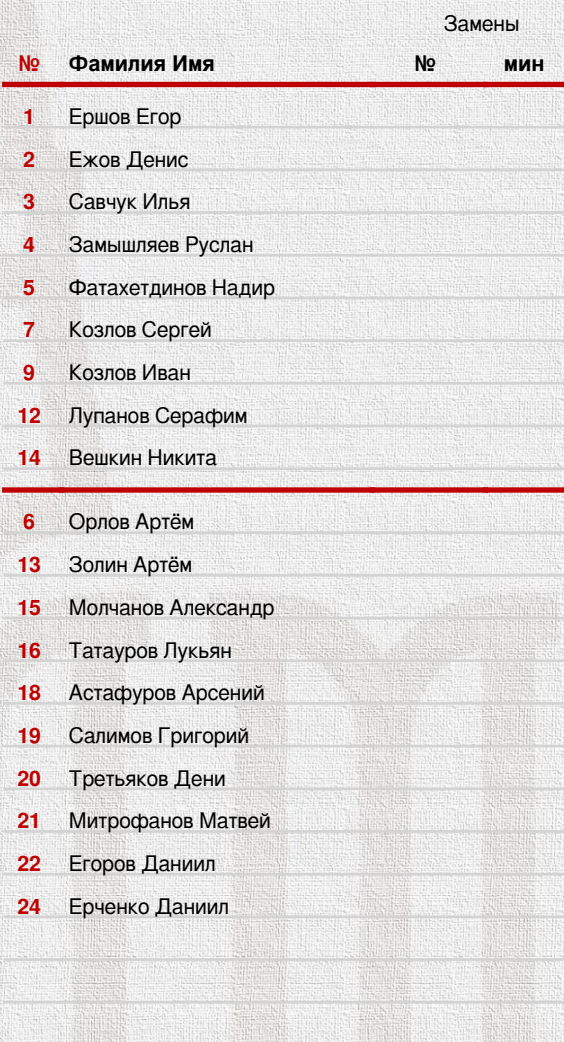 Замены
№ Фамилия Имя № мин
1 Ершов Егор
2 Ежов Денис
3 Савчук Илья
4 Замышляев Руслан
5 Фатахетдинов Надир
7 Козлов Сергей
9 Козлов Иван
12 Лупанов Серафим
14 Вешкин Никита
6 Орлов Артём
13 Золин Артём
15 Молчанов Александр
16 Татауров Лукьян
18 Астафуров Арсений
19 Салимов Григорий
20 Третьяков Дени
21 Митрофанов Матвей
22 Егоров Даниил
24 Ерченко Даниил